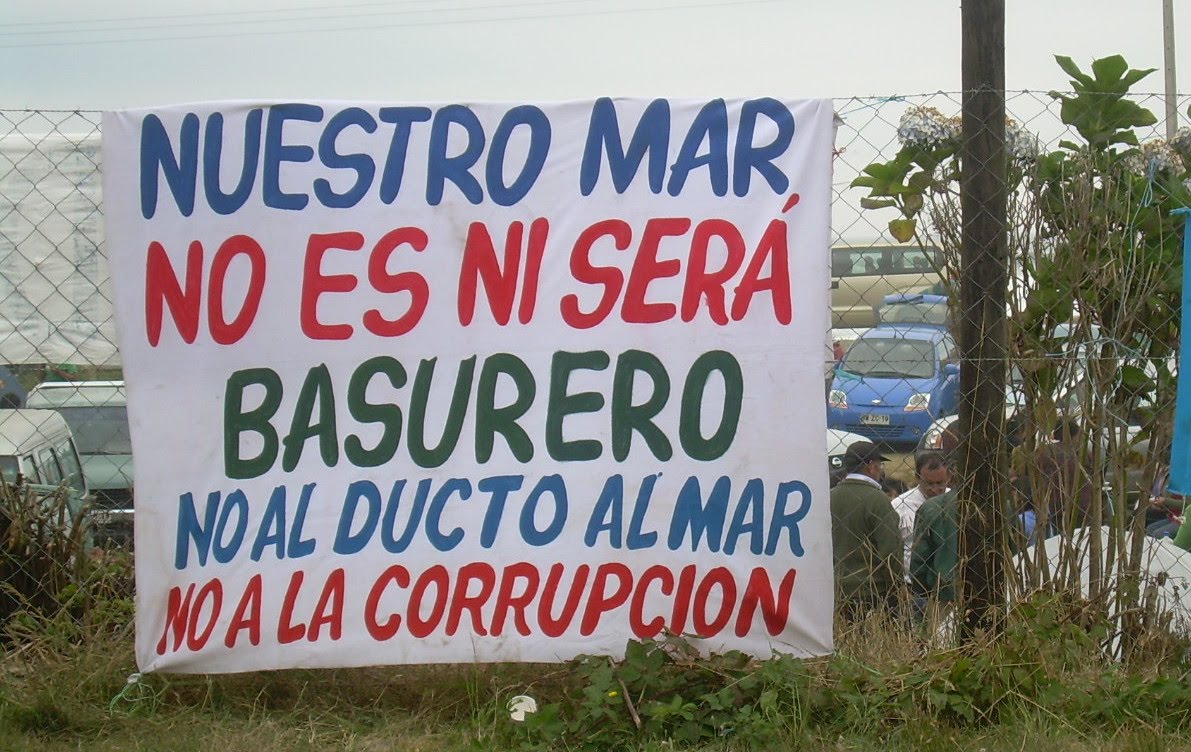 NUESTRO MAR
NO ES NI SERÁ
BASURERO
NO AL DUCTO AL MAR
NO A LA CORRUPCION